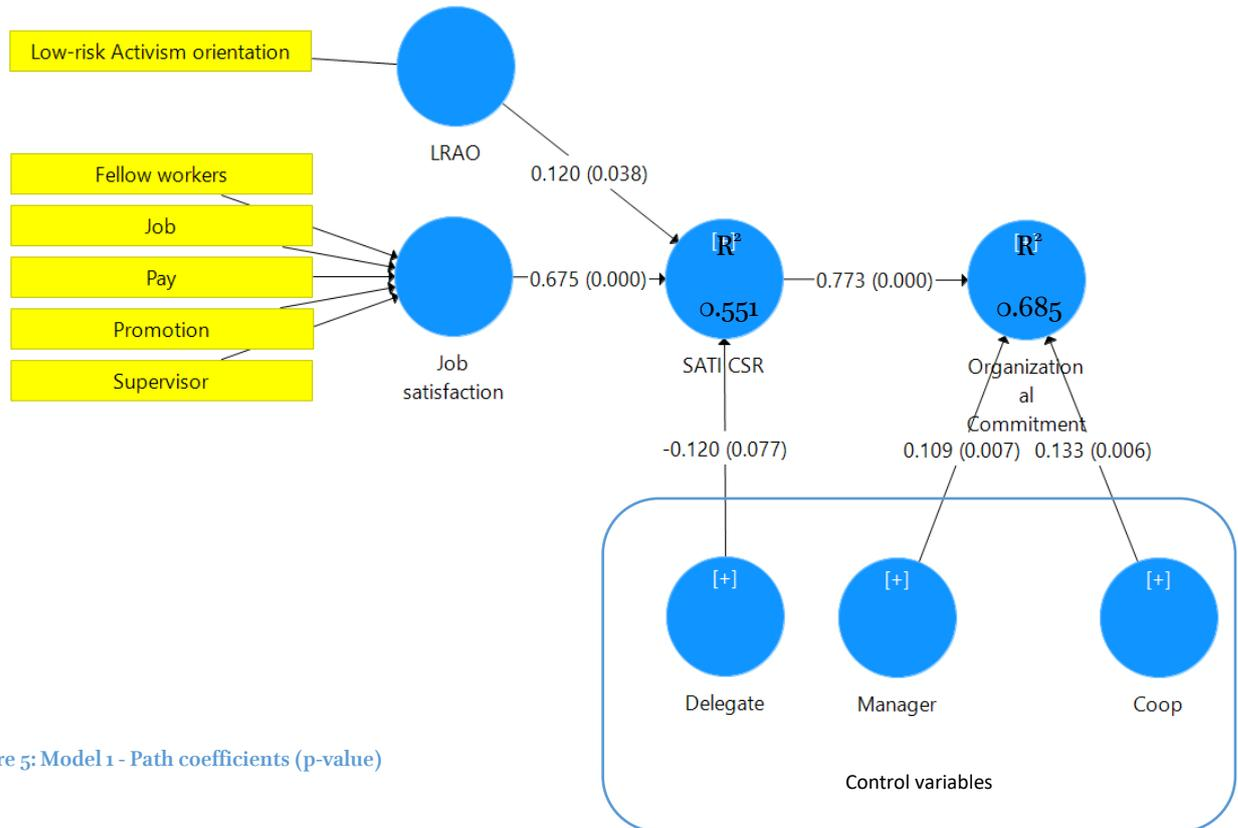 Low-risk Activism orientation
LRAO
0.120 (0.038)
Fellow workers
Job
Pay
Promotion
Supervisor
Job
satisfaction
0.675 (0.000)
R²
0.551
SATI CSR
0.773 (0.000)
R²
0.685
Organization
al
Commitment
-0.120 (0.077)
0.109 (0.007)
0.133 (0.006)
[+]
Delegate
[+]
Manager
[+]
Coop
Control variables
re 5: Model 1 - Path coefficients (p-value)